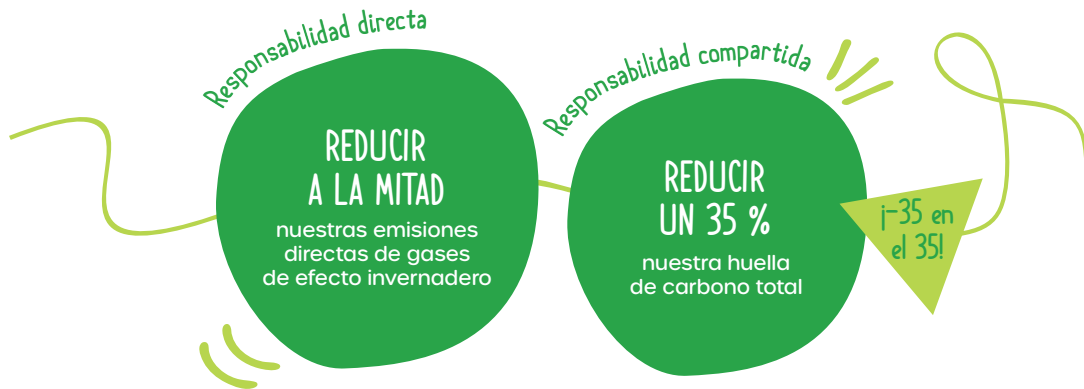 Responsabilidad directa
REDUCIR
A LA MITAD
nuestras emisiones
directas de gases
de efecto invernadero
Responsabilidad compartida
REDUCIR
UN 35 %
nuestra huella
de carbono total
¡-35 en
el 35!